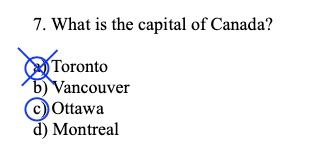 7. What is the capital of Canada?
a) Toronto
b) Vancouver
c) Ottawa
d) Montreal